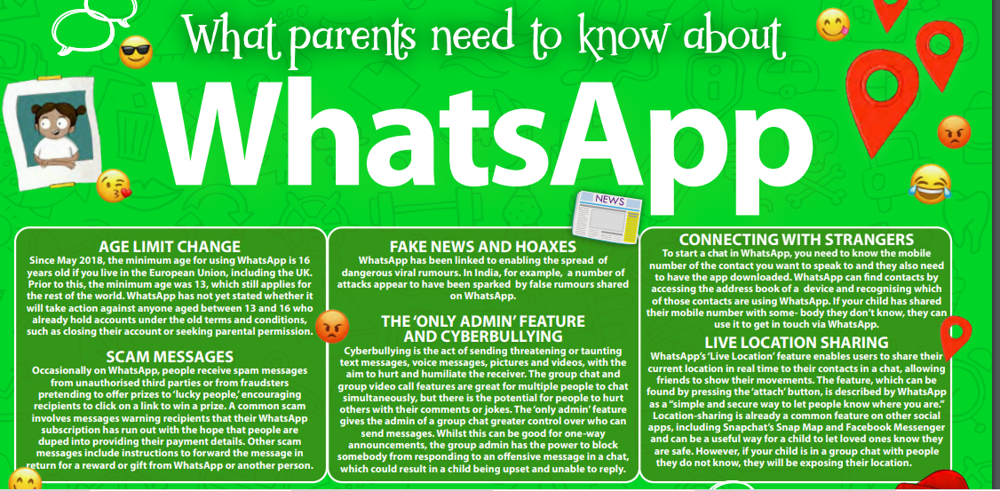 What parents need to know about
WhatsApp
NEWS
AGE LIMIT CHANGE
Since May 2018, the minimum age for using WhatsApp is 16
years old if you live in the European Union, including the UK.
Prior to this, the minimum age was 13, which still applies for
the rest of the world. WhatsApp has not yet stated whether it
will take action against anyone aged between 13 and 16 who
already hold accounts under the old terms and conditions,
such as closing their account or seeking parental permission.
SCAM MESSAGES
Occasionally on WhatsApp, people receive spam messages
from unauthorised third parties or from fraudsters
pretending to offer prizes to ‘lucky people,’ encouraging
recipients to click on a link to win a prize. A common scam
involves messages warning recipients that their WhatsApp
subscription has run out with the hope that people are
duped into providing their payment details. Other scam
messages include instructions to forward the message in
return for a reward or gift from WhatsApp or another person.
FAKE NEWS AND HOAXES
WhatsApp has been linked to enabling the spread of
dangerous viral rumours. In India, for example, a number of
attacks appear to have been sparked by false rumours shared
on WhatsApp.
THE ‘ONLY ADMIN’ FEATURE
AND CYBERBULLYING
Cyberbullying is the act of sending threatening or taunting
text messages, voice messages, pictures and videos, with the
aim to hurt and humiliate the receiver. The group chat and
group video call features are great for multiple people to chat
simultaneously, but there is the potential for people to hurt
others with their comments or jokes. The ‘only admin’ feature
gives the admin of a group chat greater control over who can
send messages. Whilst this can be good for one-way
announcements, the group admin has the power to block
somebody from responding to an offensive message in a chat,
which could result in a child being upset and unable to reply.
CONNECTING WITH STRANGERS
To start a chat in WhatsApp, you need to know the mobile
number of the contact you want to speak to and they also need
to have the app downloaded. WhatsApp can find contacts by
accessing the address book of a device and recognising which
of those contacts are using WhatsApp. If your child has shared
their mobile number with some- body they don’t know, they can
use it to get in touch via WhatsApp.
LIVE LOCATION SHARING
WhatsApp’s ‘Live Location’ feature enables users to share their
current location in real time to their contacts in a chat, allowing
friends to show their movements. The feature, which can be
found by pressing the ‘attach’ button, is described by WhatsApp
as a “simple and secure way to let people know where you are.”
Location-sharing is already a common feature on other social
apps, including Snapchat’s Snap Map and Facebook Messenger
and can be a useful way for a child to let loved ones know they
are safe. However, if your child is in a group chat with people
they do not know, they will be exposing their location.